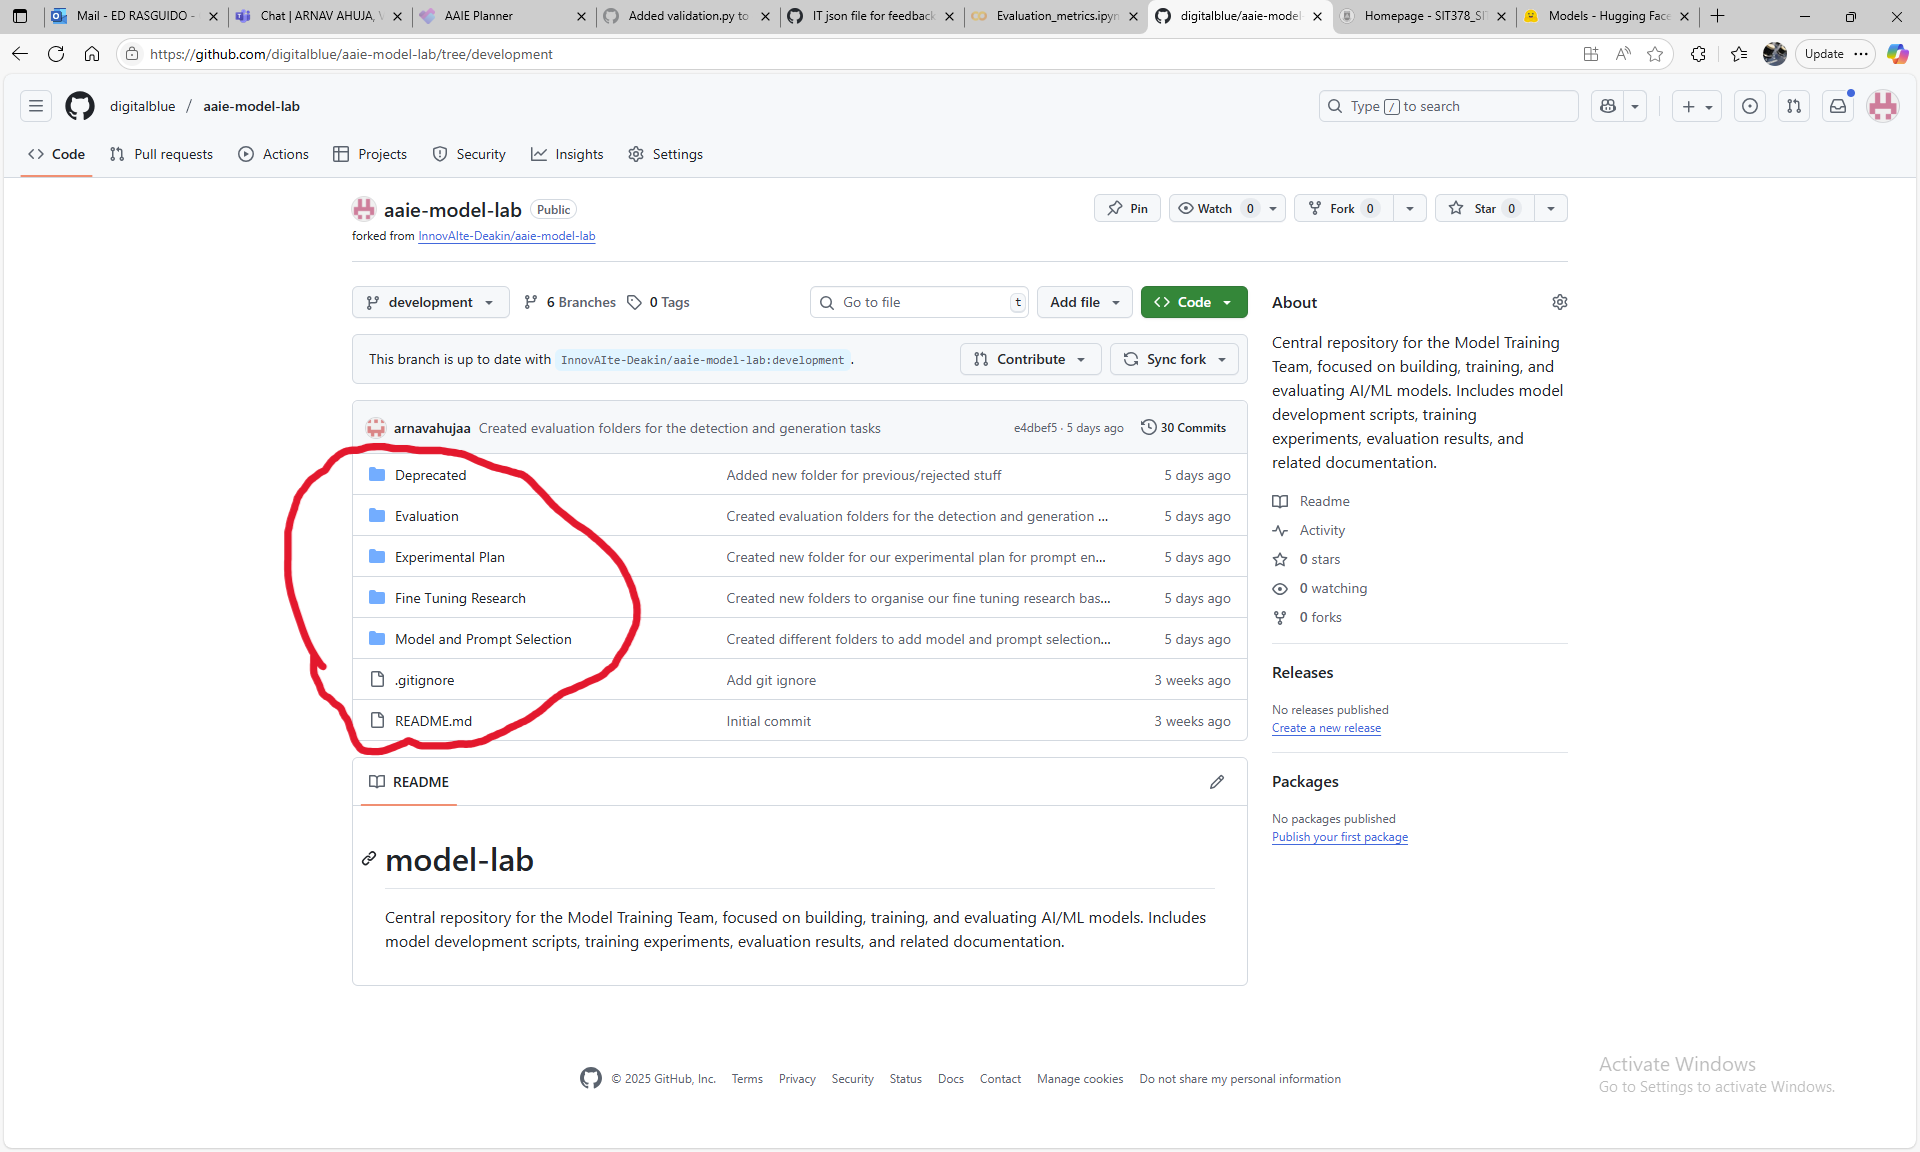 Mail - ED RASGUIDO -
Chat | ARNAV AHUJA, V
AAIE Planner
Added validation.py to
IT json file for feedback
Evaluation_metrics.ipyn
digitalblue/aaie-model-
Homepage - SIT378_SI
Models - Hugging Face
https://github.com/digitalblue/aaie-model-lab/tree/development
Update
digitalblue / aaie-model-lab
Type / to search
Code
Pull requests
Actions
Projects
Security
Insights
Settings
aaie-model-lab Public
forked from InnovAIte-Deakin/aaie-model-lab
Pin
Watch 0
Fork 0
Star 0
development
6 Branches
0 Tags
Go to file t
Add file
Code
This branch is up to date with InnovAIte-Deakin/aaie-model-lab:development .
Contribute
Sync fork
arnavahujaa Created evaluation folders for the detection and generation tasks e4dbef5 · 5 days ago 30 Commits
Deprecated Added new folder for previous/rejected stuff 5 days ago
Evaluation Created evaluation folders for the detection and generation ... 5 days ago
Experimental Plan Created new folder for our experimental plan for prompt en... 5 days ago
Fine Tuning Research Created new folders to organise our fine tuning research bas... 5 days ago
Model and Prompt Selection Created different folders to add model and prompt selection... 5 days ago
.gitignore Add git ignore 3 weeks ago
README.md Initial commit 3 weeks ago
README
model-lab
Central repository for the Model Training Team, focused on building, training, and evaluating AI/ML models. Includes
model development scripts, training experiments, evaluation results, and related documentation.
About
Central repository for the Model Training
Team, focused on building, training, and
evaluating AI/ML models. Includes model
development scripts, training
experiments, evaluation results, and
related documentation.
Readme
Activity
0 stars
0 watching
0 forks
Releases
No releases published
Create a new release
Packages
No packages published
Publish your first package
© 2025 GitHub, Inc. Terms Privacy Security Status Docs Contact Manage cookies Do not share my personal information
Activate Windows
Go to Settings to activate Windows.